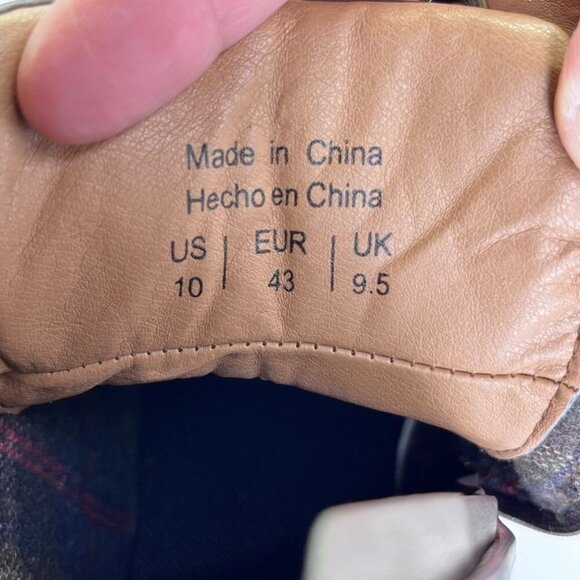 Made in China
Hecho en China
US | EUR | UK
10 | 43 | 9.5